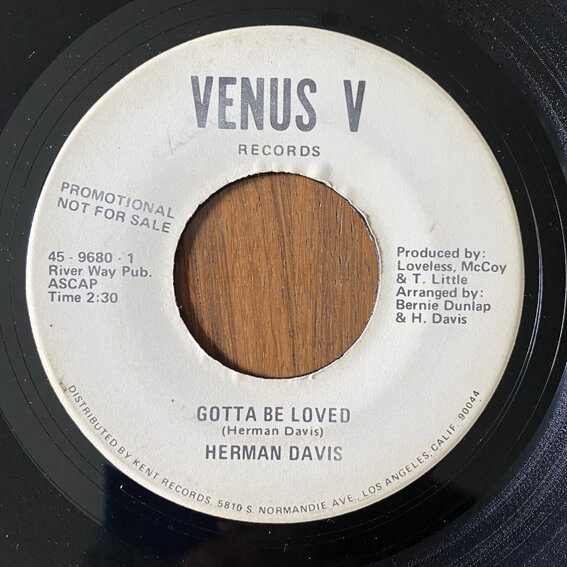 VENUS V
RECORDS
PROMOTIONAL
NOT FOR SALE
45 - 9680 - 1
River Way Pub.
ASCAP
Time 2:30
Produced by:
Loveless, McCoy
& T. Little
Arranged by:
Bernie Dunlap
& H. Davis
GOTTA BE LOVED
(Herman Davis)
HERMAN DAVIS
DISTRIBUTED BY KENT RECORDS, 5810 S. NORMANDIE AVE., LOS ANGELES, CALIF. 90044